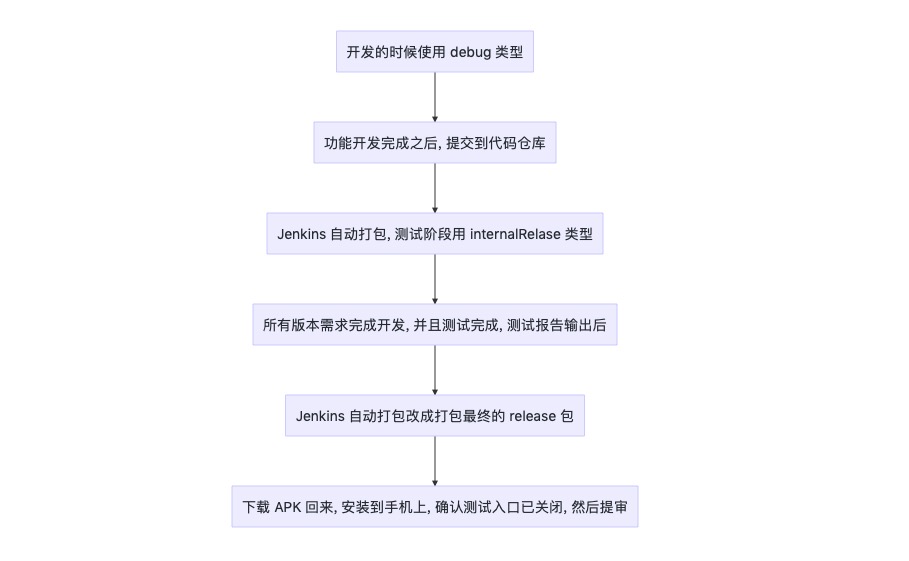 开发的时候使用 debug 类型
功能开发完成之后, 提交到代码仓库
Jenkins 自动打包, 测试阶段用 internalRelase 类型
所有版本需求完成开发, 并且测试完成, 测试报告输出后
Jenkins 自动打包改成打包最终的 release 包
下载 APK 回来, 安装到手机上, 确认测试入口已关闭, 然后提审